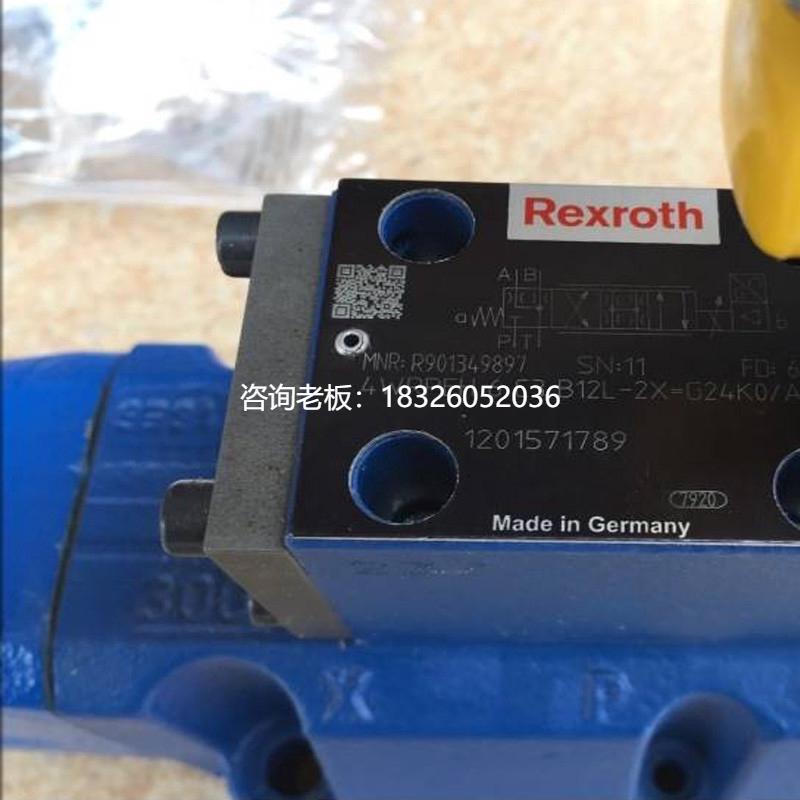 Rexroth
A B
a
b
P T
MNR: R901349897 SN:11 FD: 6
B12L-2X=G24K0/A
咨询老板：18326052036
1201571789
7920
Made in Germany
300
X P